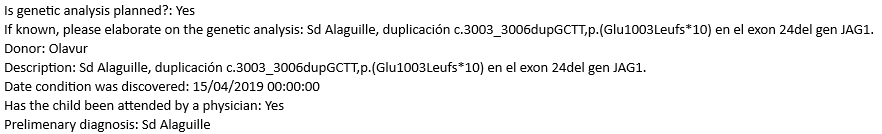 Is genetic analysis planned?: Yes
If known, please elaborate on the genetic analysis: Sd Alaguille, duplicación c.3003_3006dupGCTT,p.(Glu1003Leufs*10) en el exon 24del gen JAG1.
Donor: Olavur
Description: Sd Alaguille, duplicación c.3003_3006dupGCTT,p.(Glu1003Leufs*10) en el exon 24del gen JAG1.
Date condition was discovered: 15/04/2019 00:00:00
Has the child been attended by a physician: Yes
Prelimenary diagnosis: Sd Alaguille